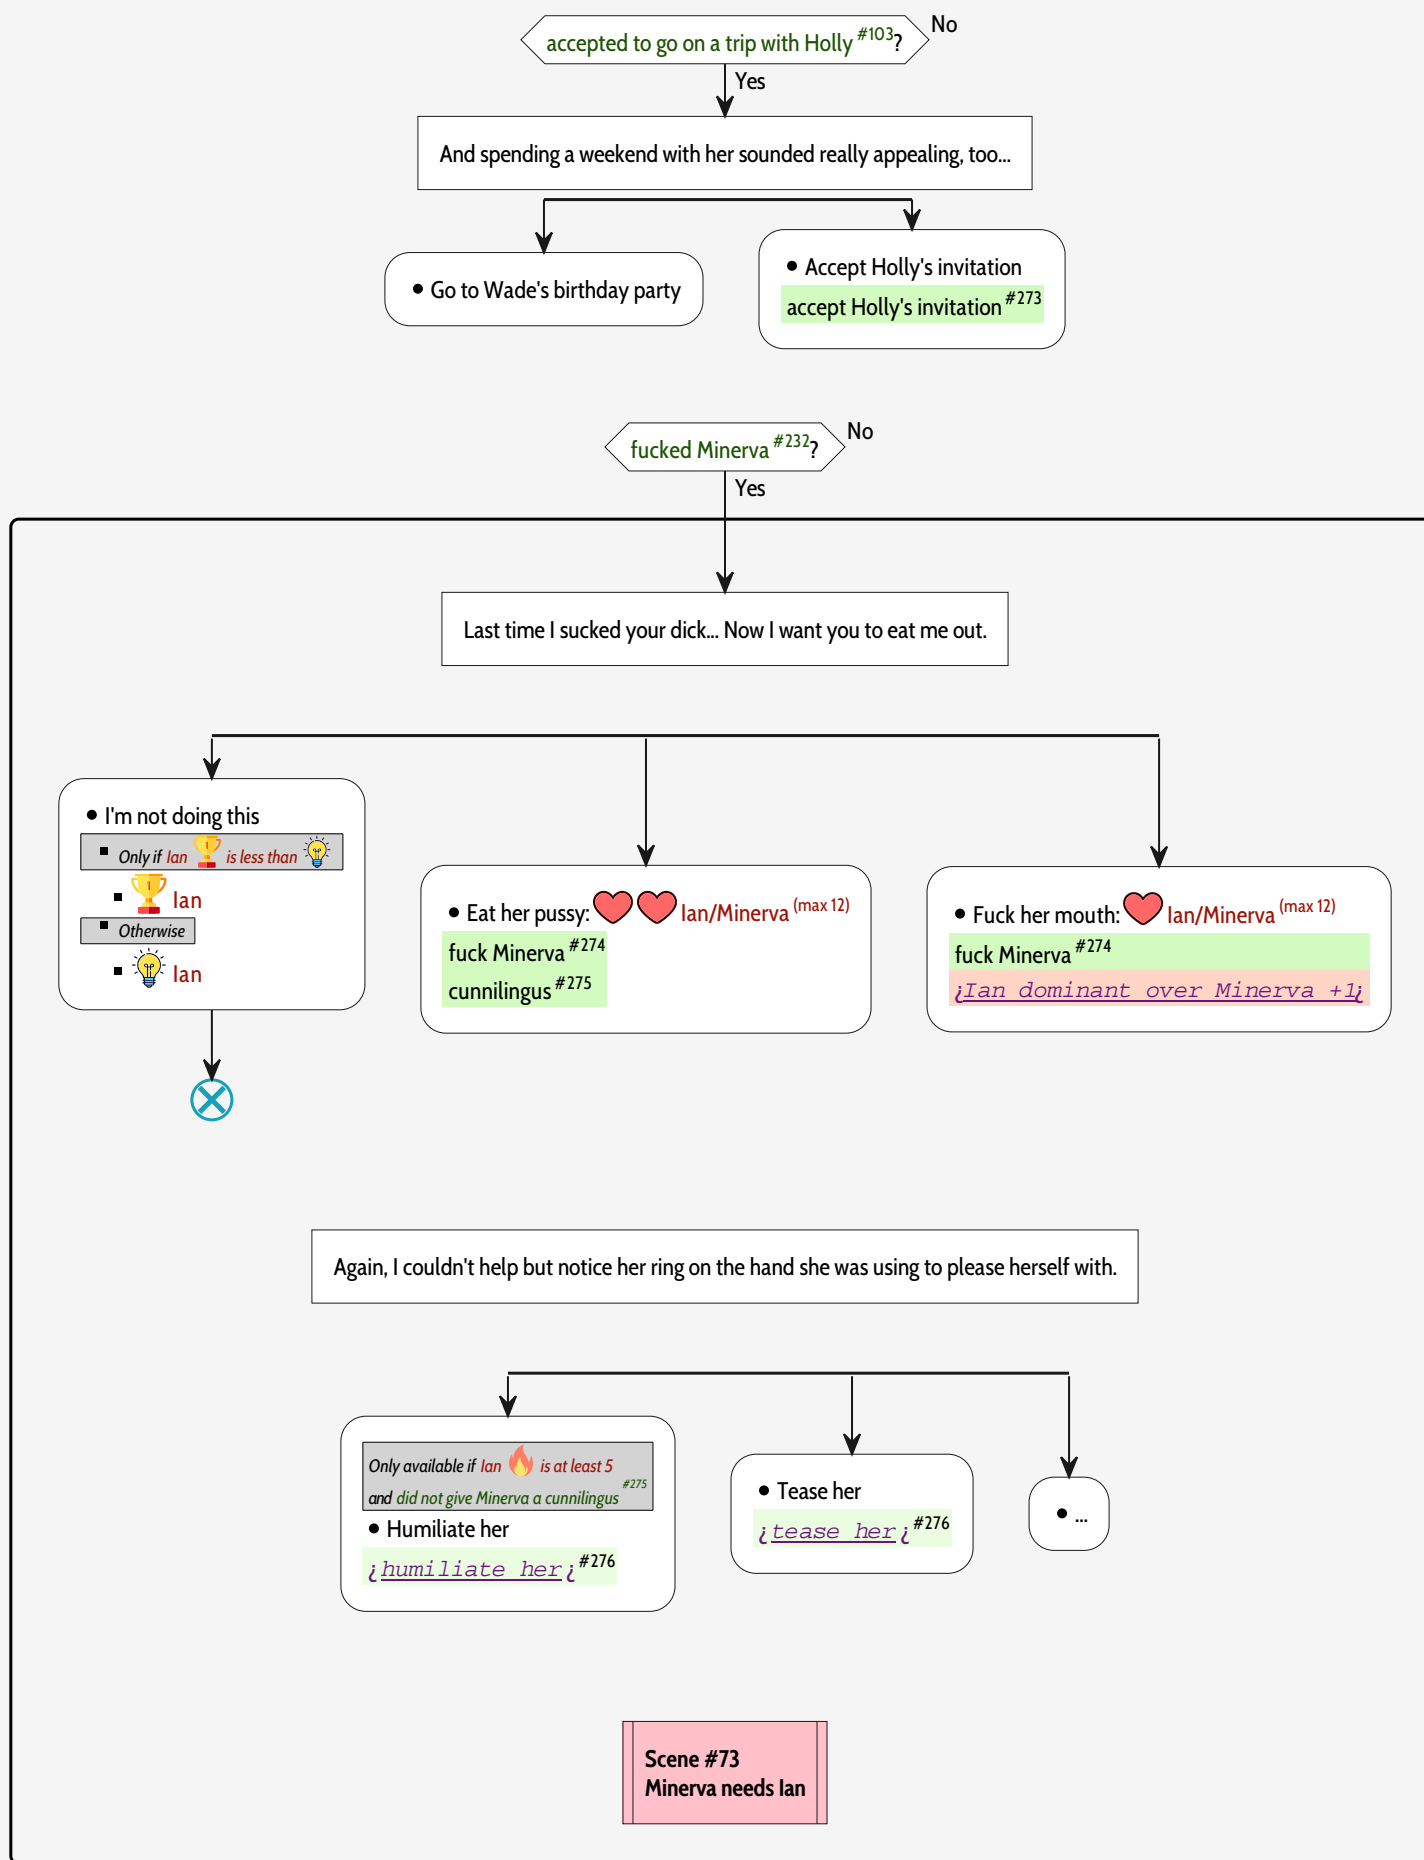 accepted to go on a trip with Holly #103?
No
Yes
And spending a weekend with her sounded really appealing, too...
• Go to Wade's birthday party
• Accept Holly's invitation
accept Holly's invitation #273
fucked Minerva #232?
No
Yes
Last time I sucked your dick... Now I want you to eat me out.
• I'm not doing this
▪ Only if Ian 1 is less than
▪ 1 Ian
▪ Otherwise
▪ Ian
• Eat her pussy: Ian/Minerva (max 12)
fuck Minerva #274
cunnilingus #275
• Fuck her mouth: Ian/Minerva (max 12)
fuck Minerva #274
¿Ian dominant over Minerva +1¿
Again, I couldn't help but notice her ring on the hand she was using to please herself with.
Only available if Ian is at least 5
and did not give Minerva a cunnilingus #275
• Humiliate her
¿humiliate her¿ #276
• Tease her
¿tease her¿ #276
• ...
Scene #73
Minerva needs Ian